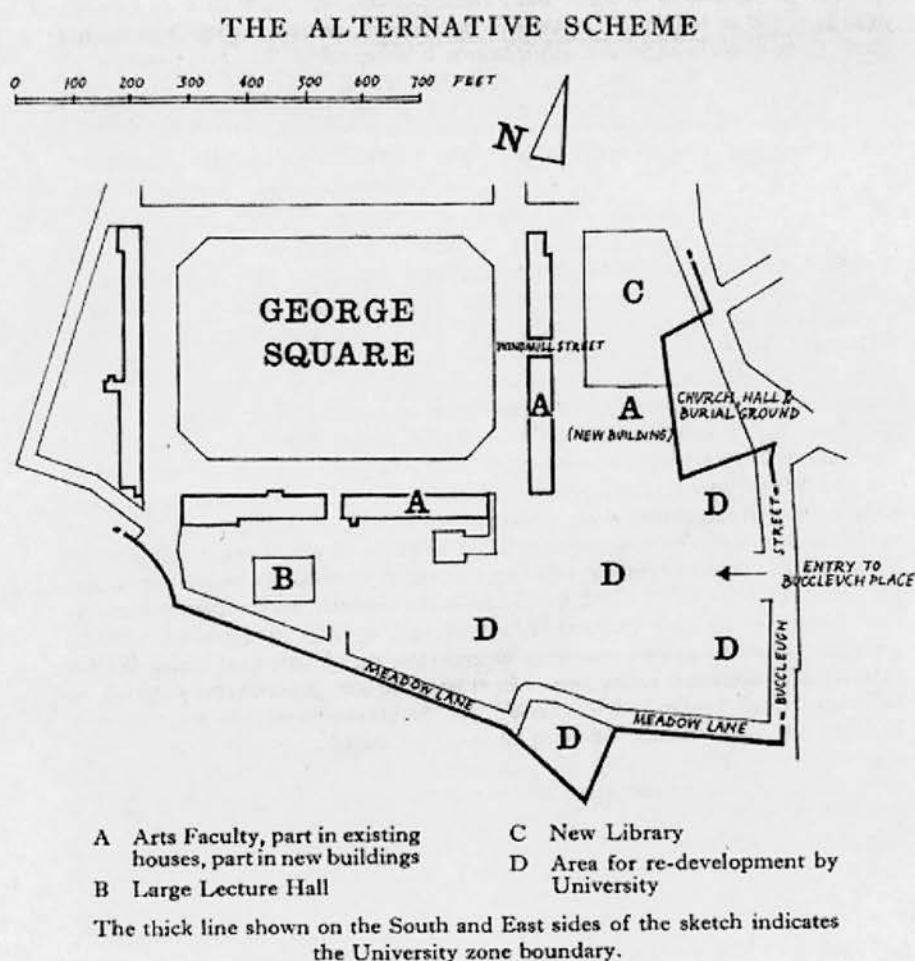 THE ALTERNATIVE SCHEME
0 100 200 300 400 500 600 700 FEET
N
GEORGE
SQUARE
C
WINDMILL STREET
A
A
(NEW BUILDING)
CHURCH, HALL &
BURIAL GROUND
A
D
STREET
B
D
ENTRY TO
BUCCLEUCH PLACE
D
D
BUCCLEUGH
MEADOW LANE
MEADOW LANE
D
A Arts Faculty, part in existing
houses, part in new buildings
B Large Lecture Hall
C New Library
D Area for re-development by
University
The thick line shown on the South and East sides of the sketch indicates
the University zone boundary.